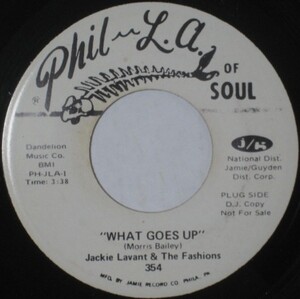 Phil-L.A.
OF
SOUL
Dandelion
Music Co.
BMI
PH-JLA-1
Time: 3:38
J/G
National Dist.
Jamie/Guyden
Dist. Corp.
PLUG SIDE
D.J. Copy
Not For Sale
"WHAT GOES UP"
(Morris Bailey)
Jackie Lavant & The Fashions
354
MFG. BY JAMIE RECORD CO. PHILA. PA.